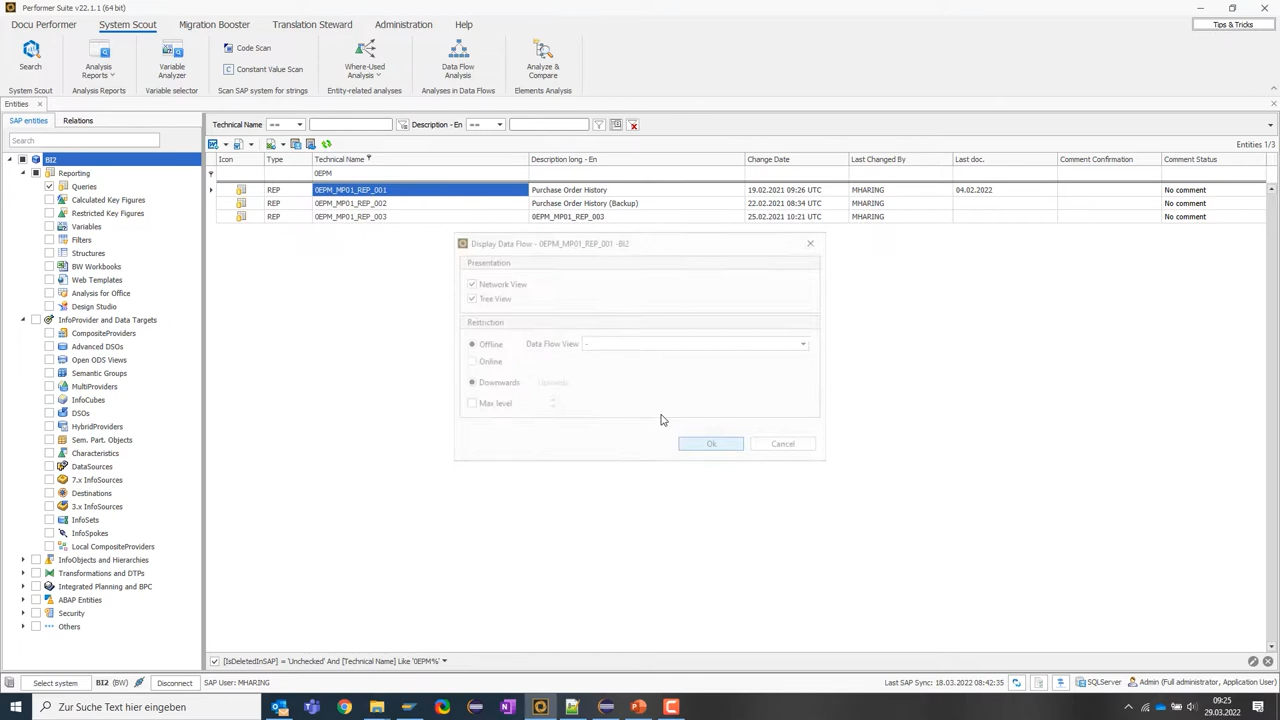 Performer Suite v22.1.1 (64 bit)
Docu Performer System Scout Migration Booster Translation Steward Administration Help
Tips & Tricks
Search
Analysis Reports
Variable Analyzer
Code Scan
Constant Value Scan
Where-Used Analysis
Data Flow Analysis
Analyze & Compare
System Scout Analysis Reports Variable selector Scan SAP system for strings Entity-related analyses Analyses in Data Flows Elements Analysis
Entities
SAP entities Relations
Search
BI2
Reporting
Queries
Calculated Key Figures
Restricted Key Figures
Variables
Filters
Structures
BW Workbooks
Web Templates
Analysis for Office
Design Studio
InfoProvider and Data Targets
CompositeProviders
Advanced DSOs
Open ODS Views
Semantic Groups
MultiProviders
InfoCubes
DSOs
HybridProviders
Sem. Part. Objects
Characteristics
DataSources
7.x InfoSources
Destinations
3.x InfoSources
InfoSets
InfoSpokes
Local CompositeProviders
InfoObjects and Hierarchies
Transformations and DTPs
Integrated Planning and BPC
ABAP Entities
Security
Others
Technical Name == Description - En ==
Entities 1/3
Icon Type Technical Name Description long - En Change Date Last Changed By Last doc. Comment Confirmation Comment Status
0EPM
REP 0EPM_MP01_REP_001 Purchase Order History 19.02.2021 09:26 UTC MHARING 04.02.2022 No comment
REP 0EPM_MP01_REP_002 Purchase Order History (Backup) 22.02.2021 08:34 UTC MHARING No comment
REP 0EPM_MP01_REP_003 0EPM_MP01_REP_003 25.02.2021 10:21 UTC MHARING No comment
Display Data Flow - 0EPM_MP01_REP_001 -BI2
Presentation
Network View
Tree View
Restriction
Offline Data Flow View -
Online
Downwards Upwards
Max level
Ok Cancel
[IsDeletedInSAP] = 'Unchecked' And [Technical Name] Like '0EPM%'
Select system BI2 (BW) Disconnect SAP User: MHARING
Last SAP Sync: 18.03.2022 08:42:35 SQLServer Admin (Full administrator, Application User)
Zur Suche Text hier eingeben
09:25
29.03.2022